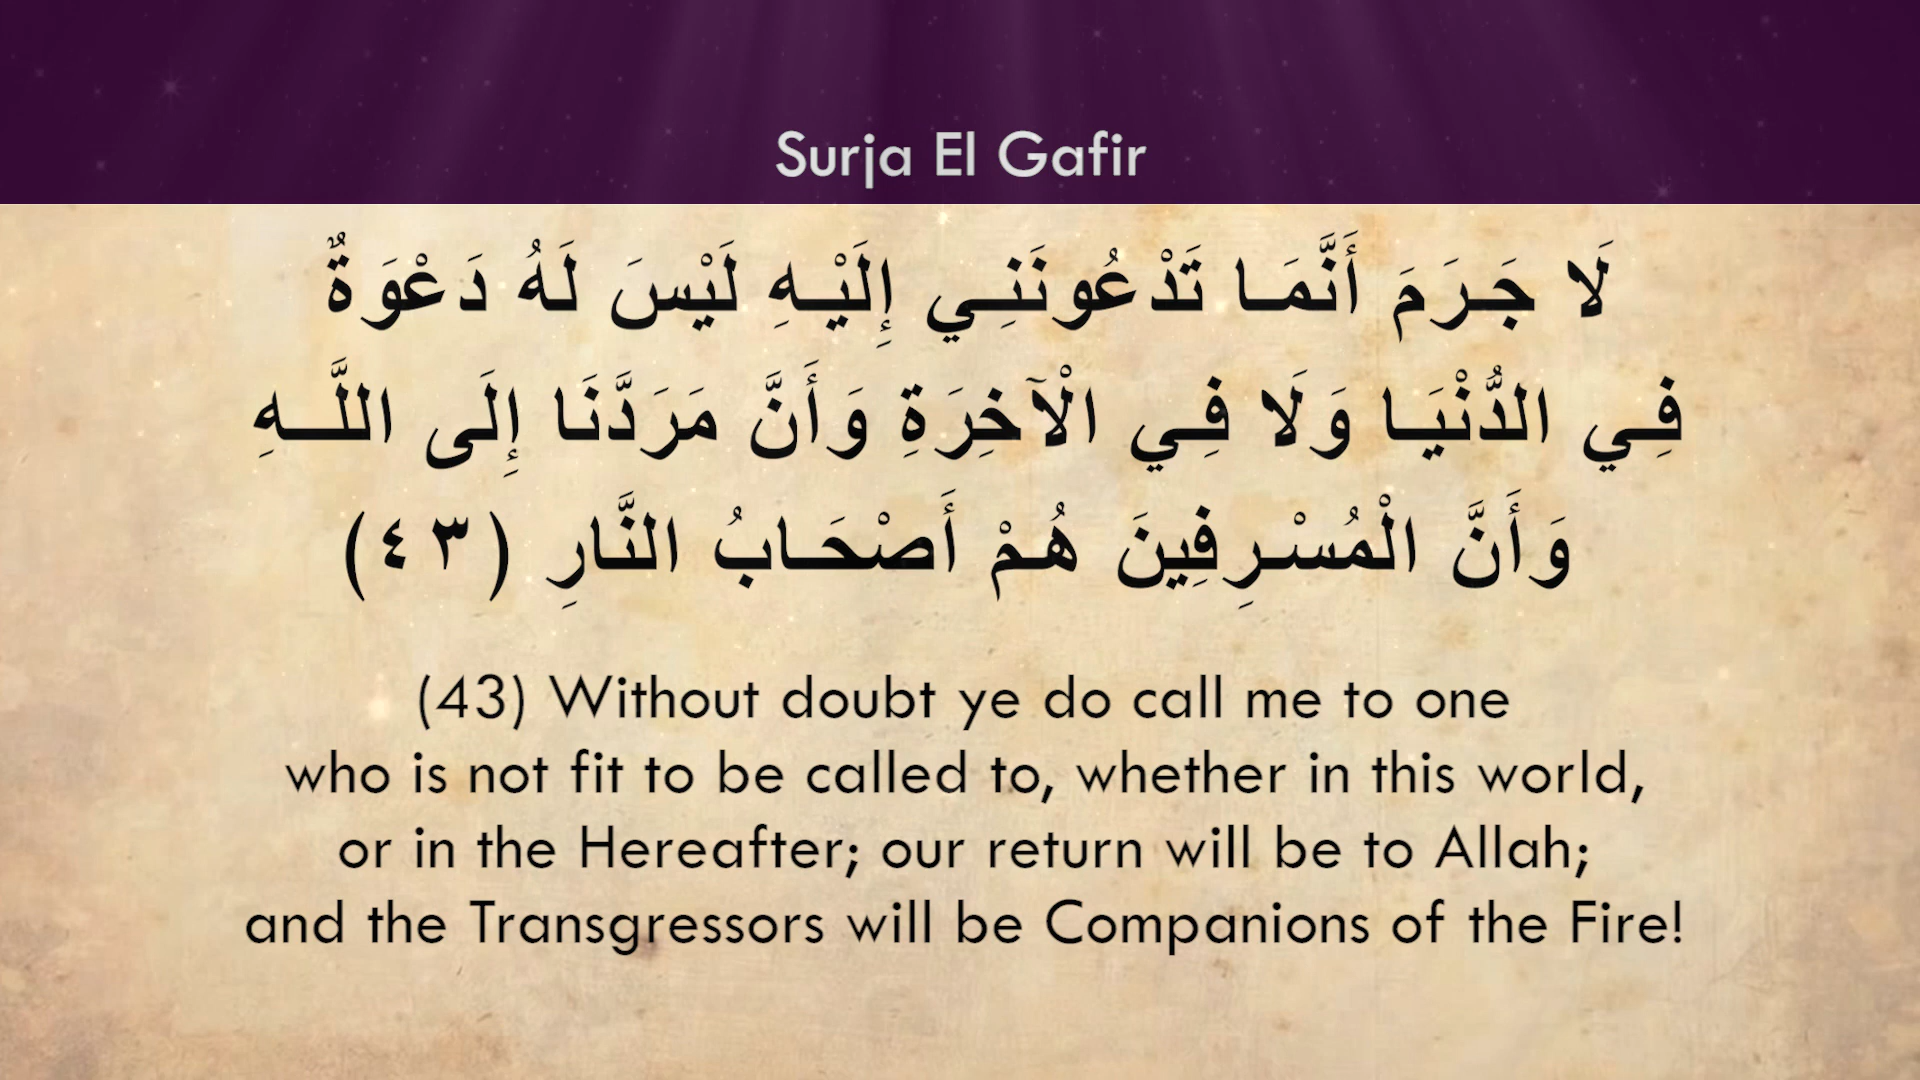 Surja El Gafir
لَا جَرَمَ أَنَّمَا تَدْعُونَنِي إِلَيْهِ لَيْسَ لَهُ دَعْوَةٌ
فِي الدُّنْيَا وَلَا فِي الْآخِرَةِ وَأَنَّ مَرَدَّنَا إِلَى اللَّهِ
وَأَنَّ الْمُسْرِفِينَ هُمْ أَصْحَابُ النَّارِ (٤٣)
(43) Without doubt ye do call me to one
who is not fit to be called to, whether in this world,
or in the Hereafter; our return will be to Allah;
and the Transgressors will be Companions of the Fire!